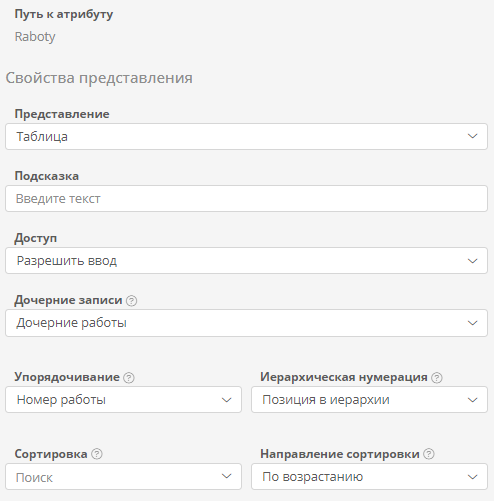 Путь к атрибуту
Raboty
Свойства представления
Представление
Таблица
Подсказка
Введите текст
Доступ
Разрешить ввод
Дочерние записи ?
Дочерние работы
Упорядочивание ? Иерархическая нумерация ?
Номер работы Позиция в иерархии
Сортировка ? Направление сортировки ?
Поиск По возрастанию